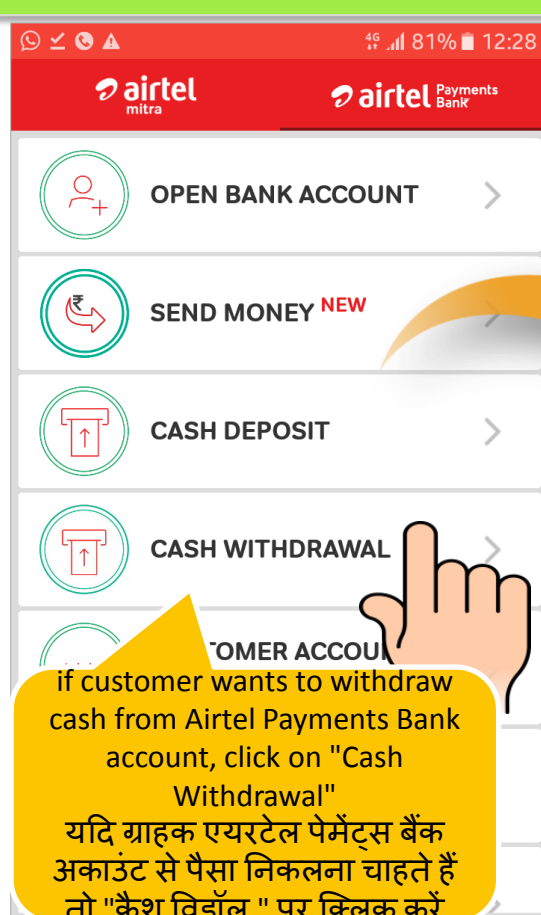 4G 81% 12:28
airtel
mitra
airtel Payments
Bank
OPEN BANK ACCOUNT
SEND MONEY NEW
CASH DEPOSIT
CASH WITHDRAWAL
if customer wants to withdraw
cash from Airtel Payments Bank
account, click on "Cash
Withdrawal"
यदि ग्राहक एयरटेल पेमेंट्स बैंक
अकाउंट से पैसा निकलना चाहते हैं
तो "कैश विड्रॉल " पर क्लिक करें